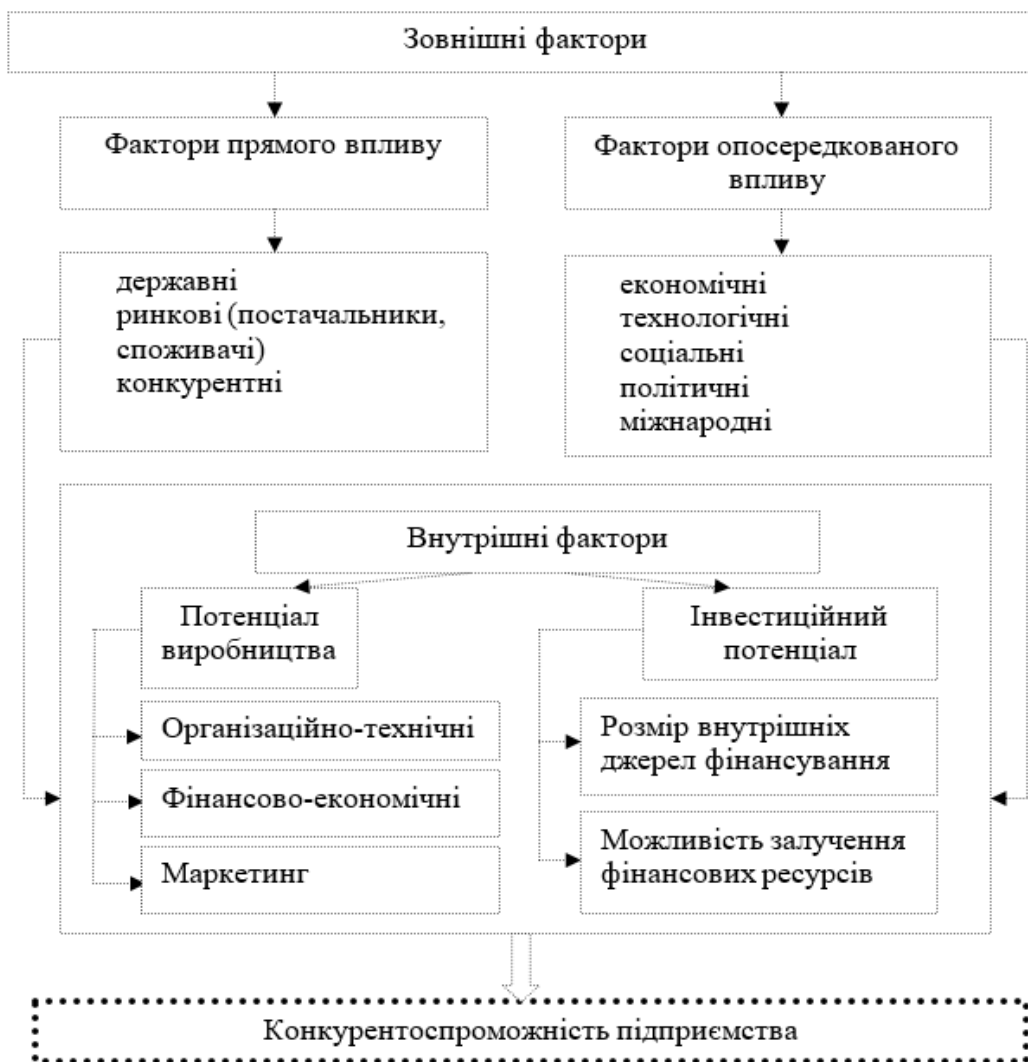 Зовнішні фактори
Фактори прямого впливу
Фактори опосередкованого
впливу
державні
ринкові (постачальники,
споживачі)
конкурентні
економічні
технологічні
соціальні
політичні
міжнародні
Внутрішні фактори
Потенціал
виробництва
Організаційно-технічні
Фінансово-економічні
Маркетинг
Інвестиційний
потенціал
Розмір внутрішніх
джерел фінансування
Можливість залучення
фінансових ресурсів
Конкурентоспроможність підприємства